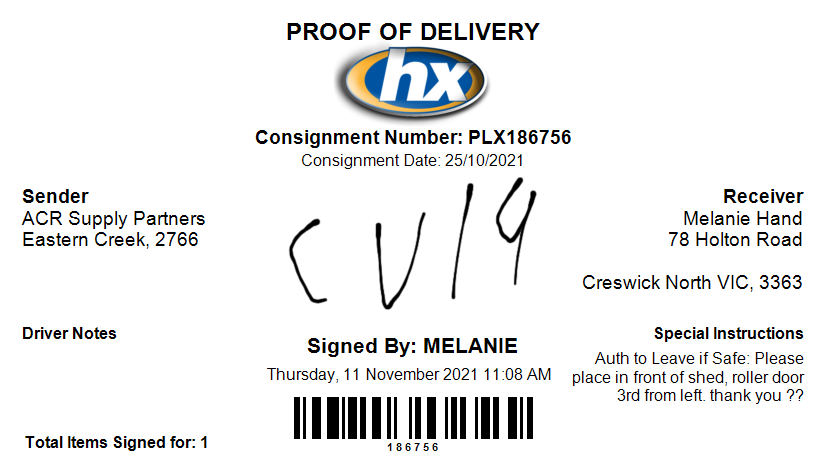 PROOF OF DELIVERY
hx
Consignment Number: PLX186756
Consignment Date: 25/10/2021
Sender
ACR Supply Partners
Eastern Creek, 2766
CV19
Receiver
Melanie Hand
78 Holton Road
Creswick North VIC, 3363
Driver Notes
Signed By: MELANIE
Thursday, 11 November 2021 11:08 AM
186756
Special Instructions
Auth to Leave if Safe: Please
place in front of shed, roller door
3rd from left. thank you ??
Total Items Signed for: 1